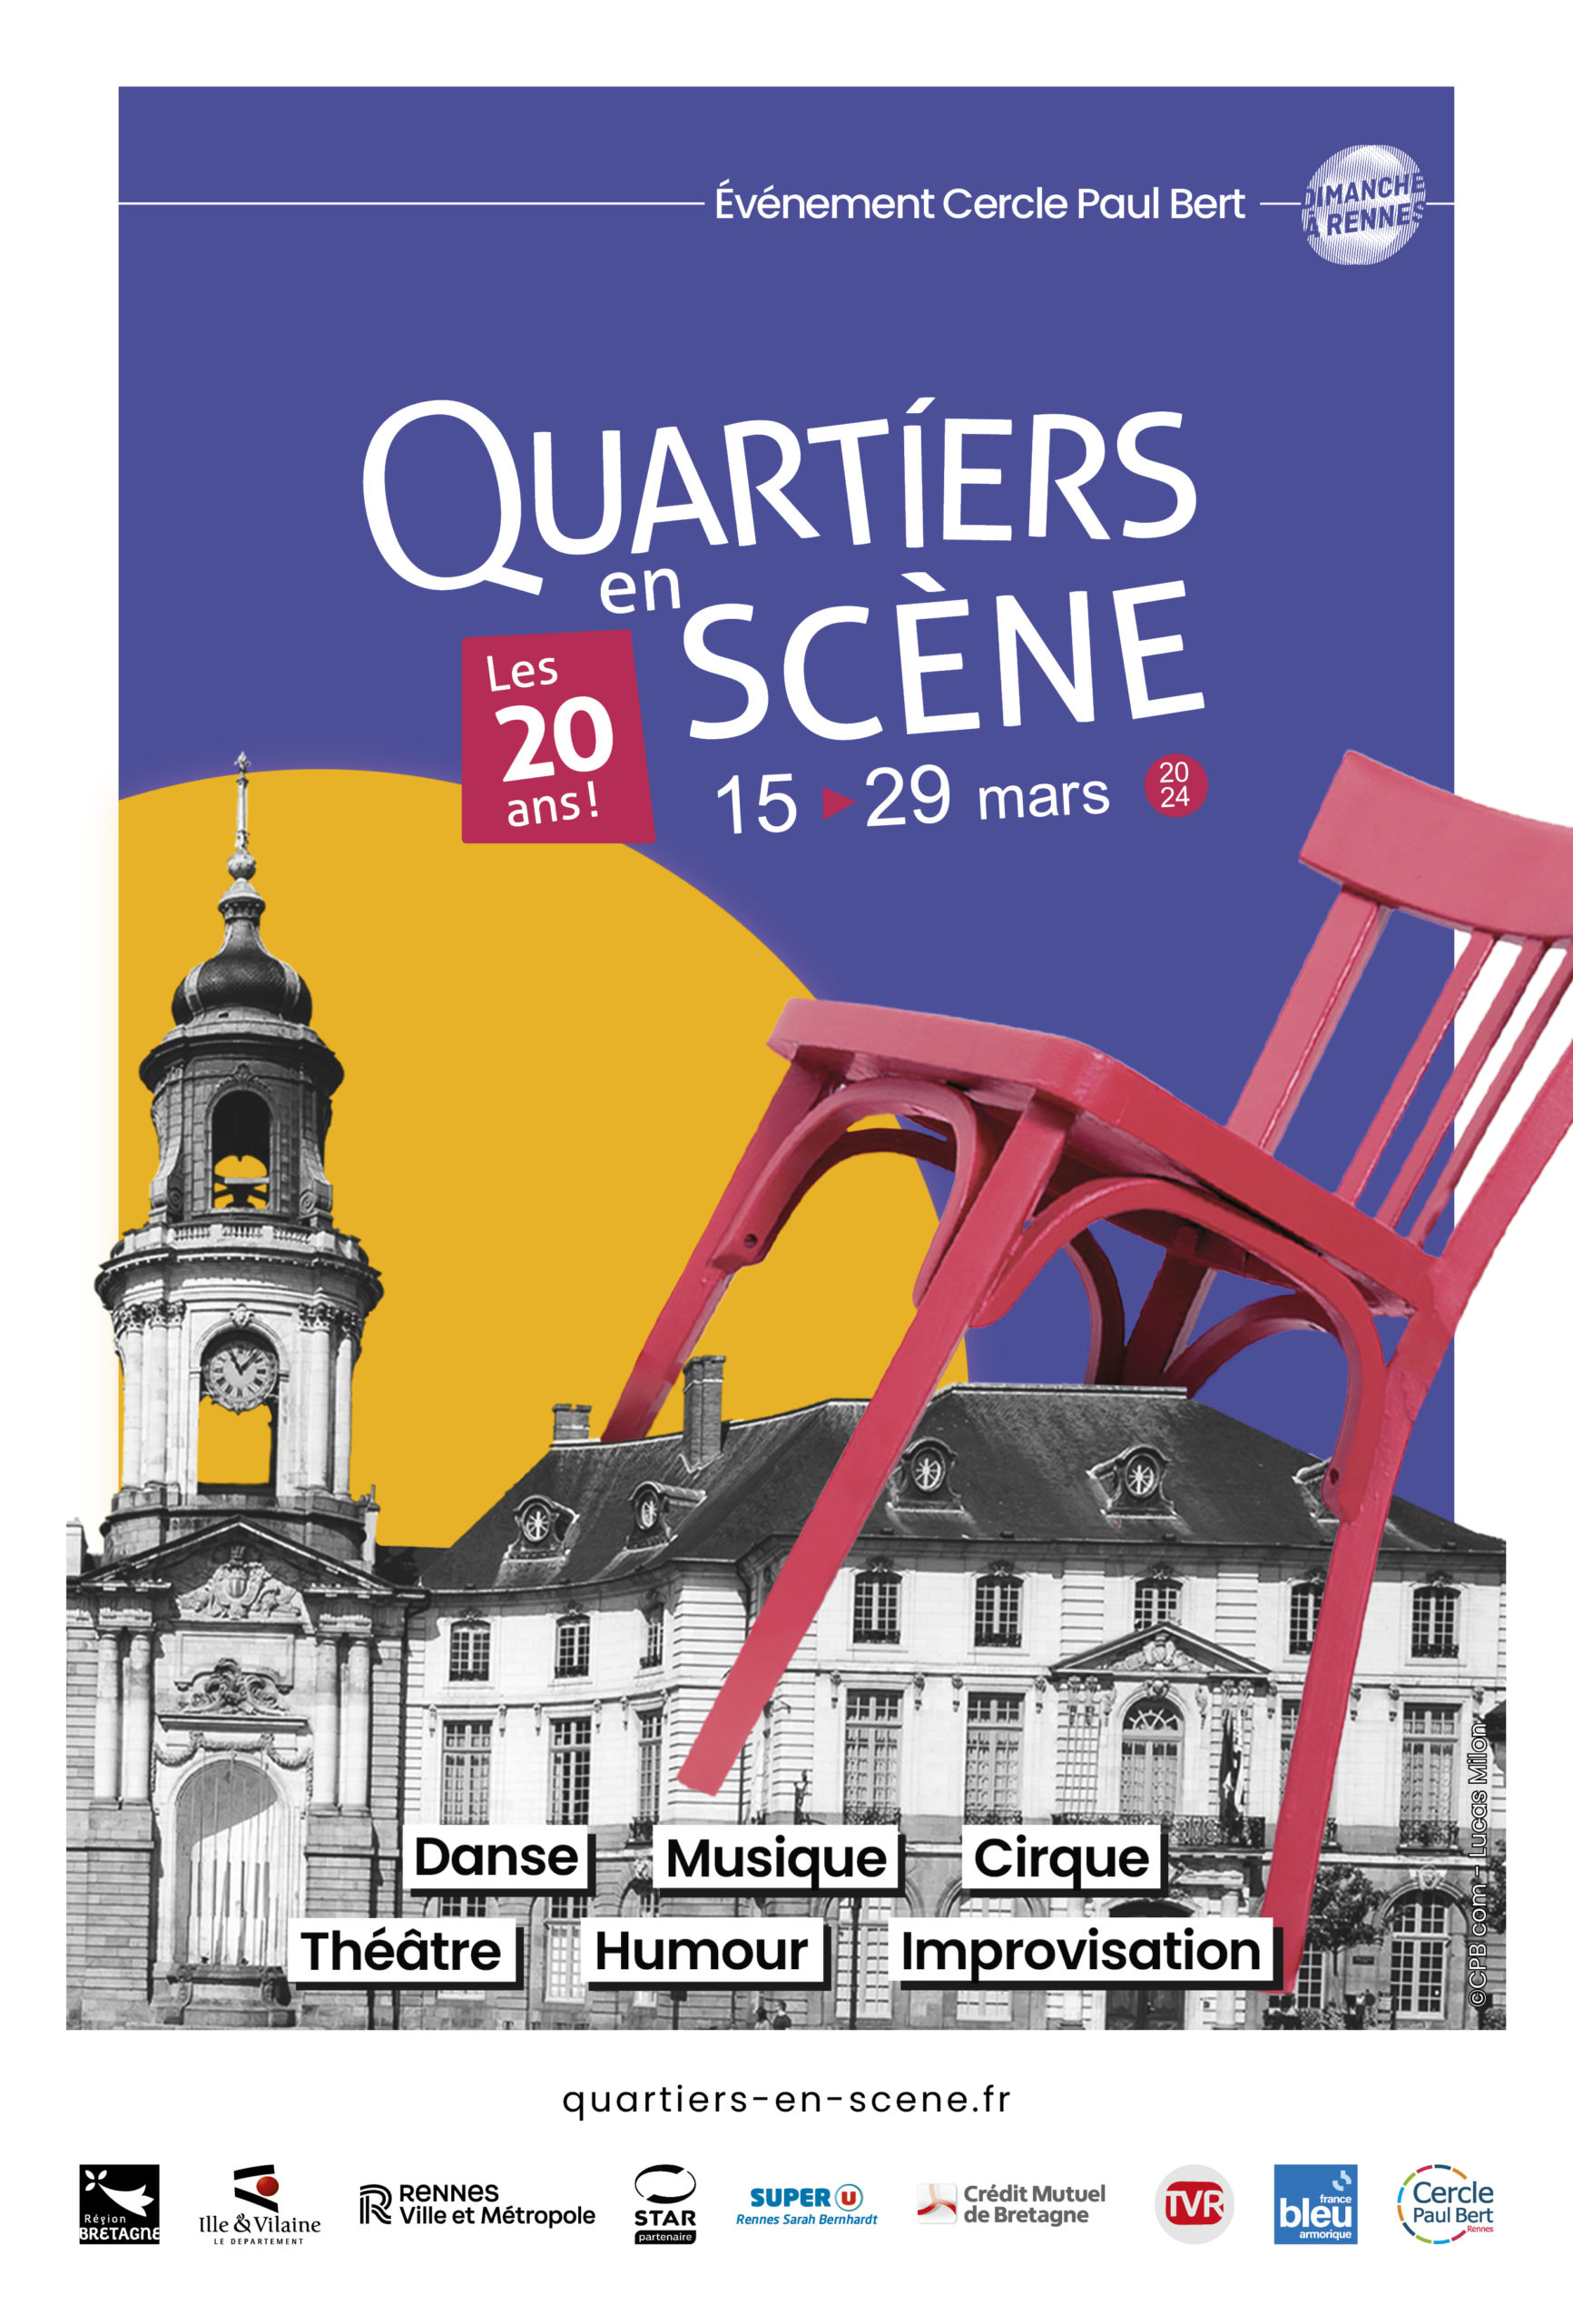 Événement Cercle Paul Bert
DIMANCHE
À RENNES
QUARTÍERS
en
SCÈNE
Les
20
ans!
15 ▶ 29 mars
20
24
Danse
Musique
Cirque
Théâtre
Humour
Improvisation
©CPB com - Lucas Milon
quartiers-en-scene.fr
Région
BRETAGNE
Ille & Vilaine
LE DEPARTEMENT
RENNES
Ville et Métropole
STAR
partenaire
SUPER U
Rennes Sarah Bernhardt
Crédit Mutuel
de Bretagne
TVR
france
bleu
armorique
Cercle
Paul Bert
Rennes